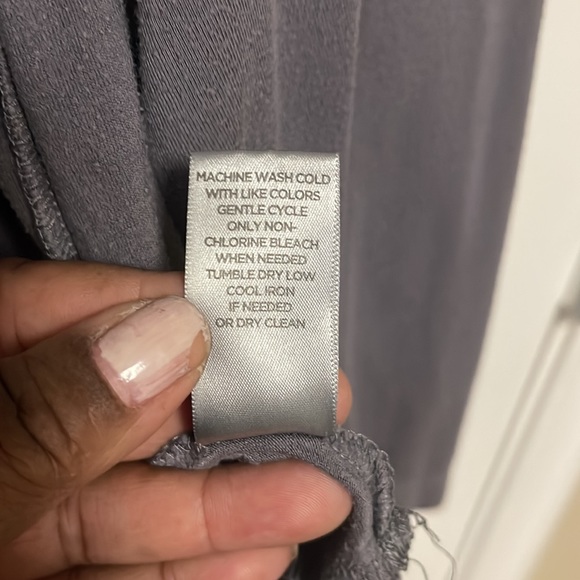 MACHINE WASH COLD
WITH LIKE COLORS
GENTLE CYCLE
ONLY NON-
CHLORINE BLEACH
WHEN NEEDED
TUMBLE DRY LOW
COOL IRON
IF NEEDED
OR DRY CLEAN